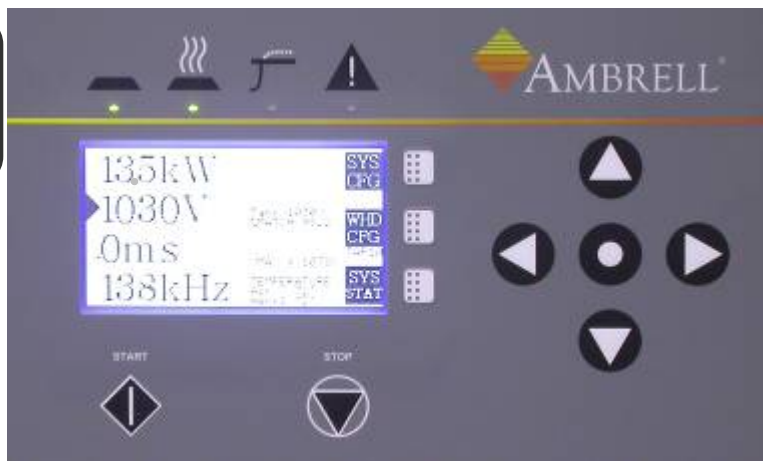 AMBRELL
13.5kW
SYS
CFG
1030V
WHD
CFG
0ms
138kHz
SYS
STAT
START
STOP